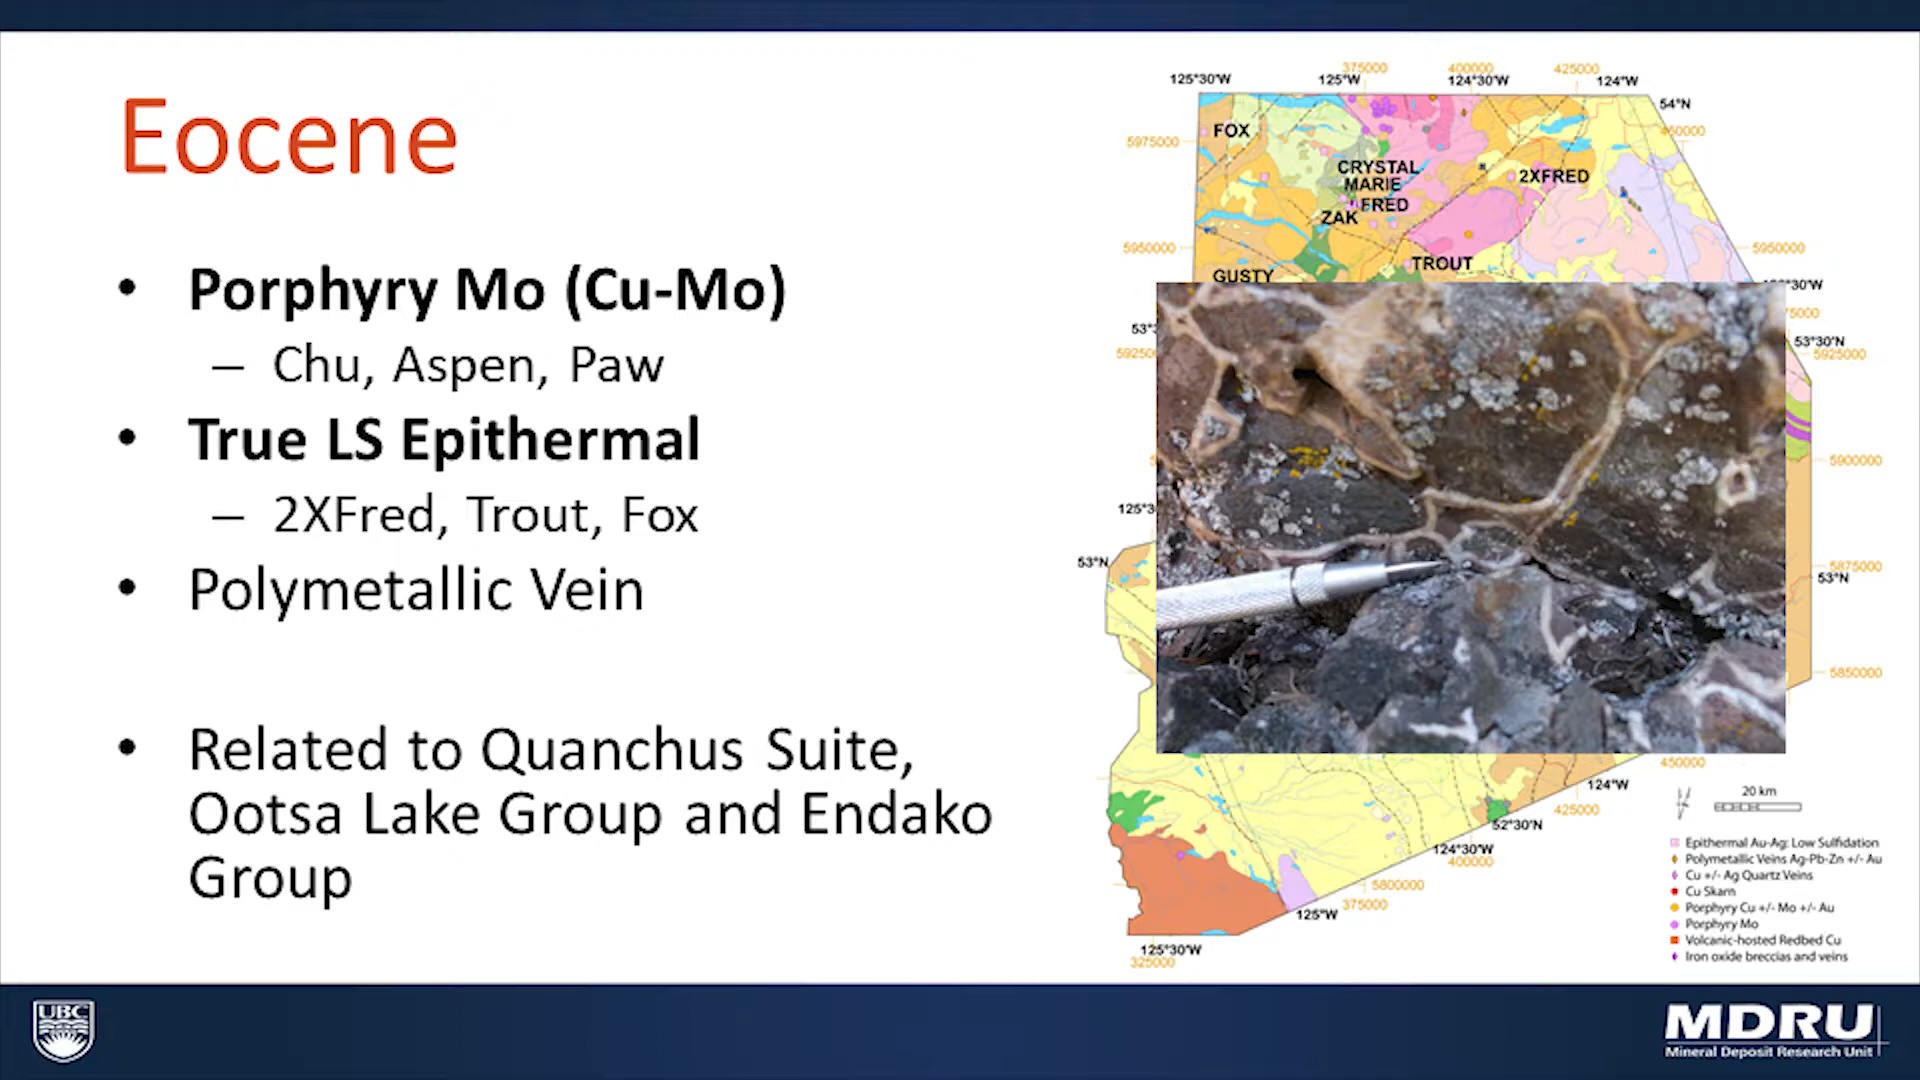 Eocene
• Porphyry Mo (Cu-Mo)
– Chu, Aspen, Paw
• True LS Epithermal
– 2XFred, Trout, Fox
• Polymetallic Vein
• Related to Quanchus Suite,
Ootsa Lake Group and Endako
Group
375000 400000 425000
125°30'W 125°W 124°30'W 124°W
54°N
450000
5975000
FOX
CRYSTAL
MARIE
2XFRED
FRED
ZAK
5950000
5950000
TROUT
GUSTY
53°30'N
5925000
5900000
53°N
5875000
53°N
5850000
450000
124°W
425000
20 km
52°30'N
124°30'W
400000
5800000
375000
125°W
125°30'W
325000
Epithermal Au-Ag: Low Sulfidation
Polymetallic Veins Ag-Pb-Zn +/- Au
Cu +/- Ag Quartz Veins
Cu Skarn
Porphyry Cu +/- Mo +/- Au
Porphyry Mo
Volcanic-hosted Redbed Cu
Iron oxide breccias and veins
UBC
MDRU
Mineral Deposit Research Unit